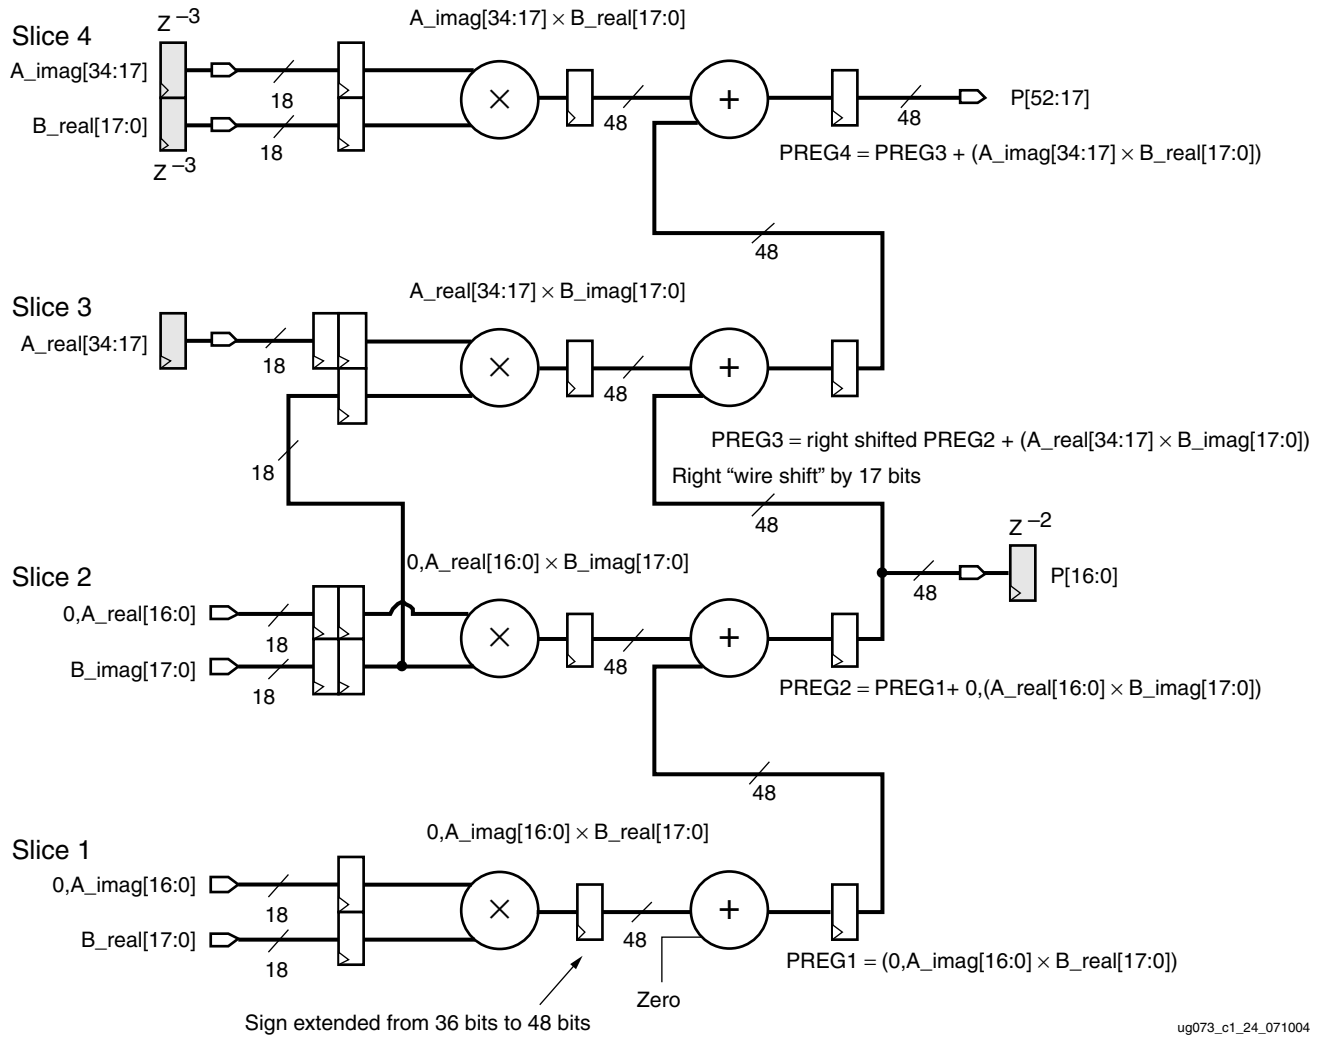 Slice 4
Z⁻³
A_imag[34:17] × B_real[17:0]
A_imag[34:17]
18
B_real[17:0]
18
Z⁻³
48
+
×
48
P[52:17]
PREG4 = PREG3 + (A_imag[34:17] × B_real[17:0])
48
Slice 3
A_real[34:17] × B_imag[17:0]
A_real[34:17]
18
×
48
+
PREG3 = right shifted PREG2 + (A_real[34:17] × B_imag[17:0])
18
Right “wire shift” by 17 bits
48
Z⁻²
Slice 2
0,A_real[16:0] × B_imag[17:0]
48
P[16:0]
0,A_real[16:0]
18
B_imag[17:0]
18
×
48
+
PREG2 = PREG1+ 0,(A_real[16:0] × B_imag[17:0])
48
Slice 1
0,A_imag[16:0] × B_real[17:0]
0,A_imag[16:0]
18
B_real[17:0]
18
×
48
+
PREG1 = (0,A_imag[16:0] × B_real[17:0])
Zero
Sign extended from 36 bits to 48 bits
ug073_c1_24_071004